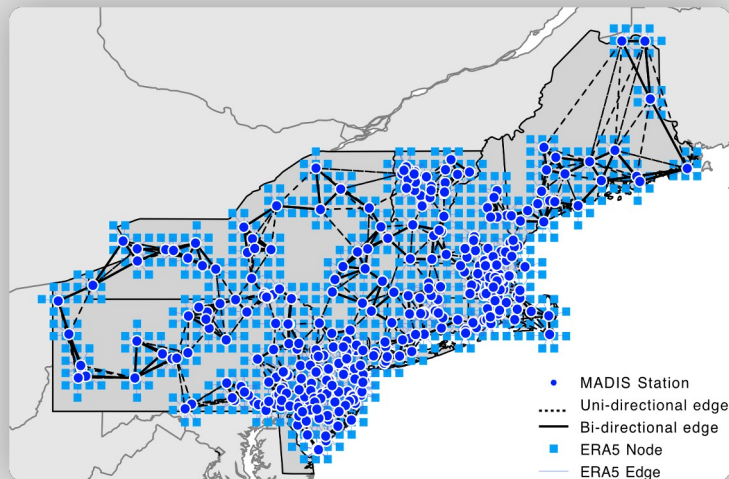 MADIS Station
Uni-directional edge
Bi-directional edge
ERA5 Node
ERA5 Edge